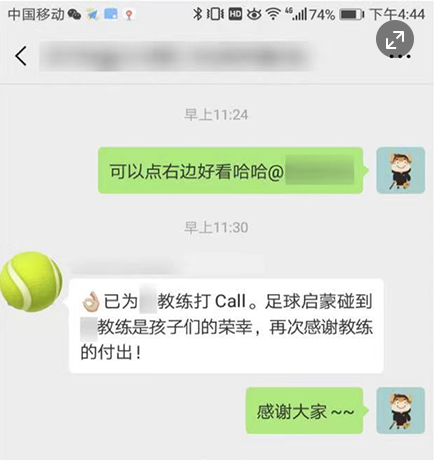 中国移动 HD 46 74% 下午4:44
早上11:24
可以点右边好看哈哈@
早上11:30
👌🏼已为 教练打 Call。足球启蒙碰到
教练是孩子们的荣幸，再次感谢教练
的付出！
感谢大家 ~~